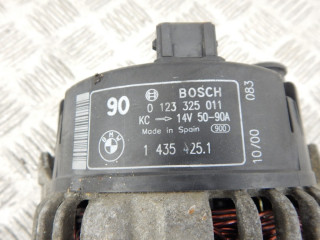 BOSCH
90
0 123 325 011
KC → 14V 50-90A
Made in Spain 900
BMW
1 435 425.1
10/00 083